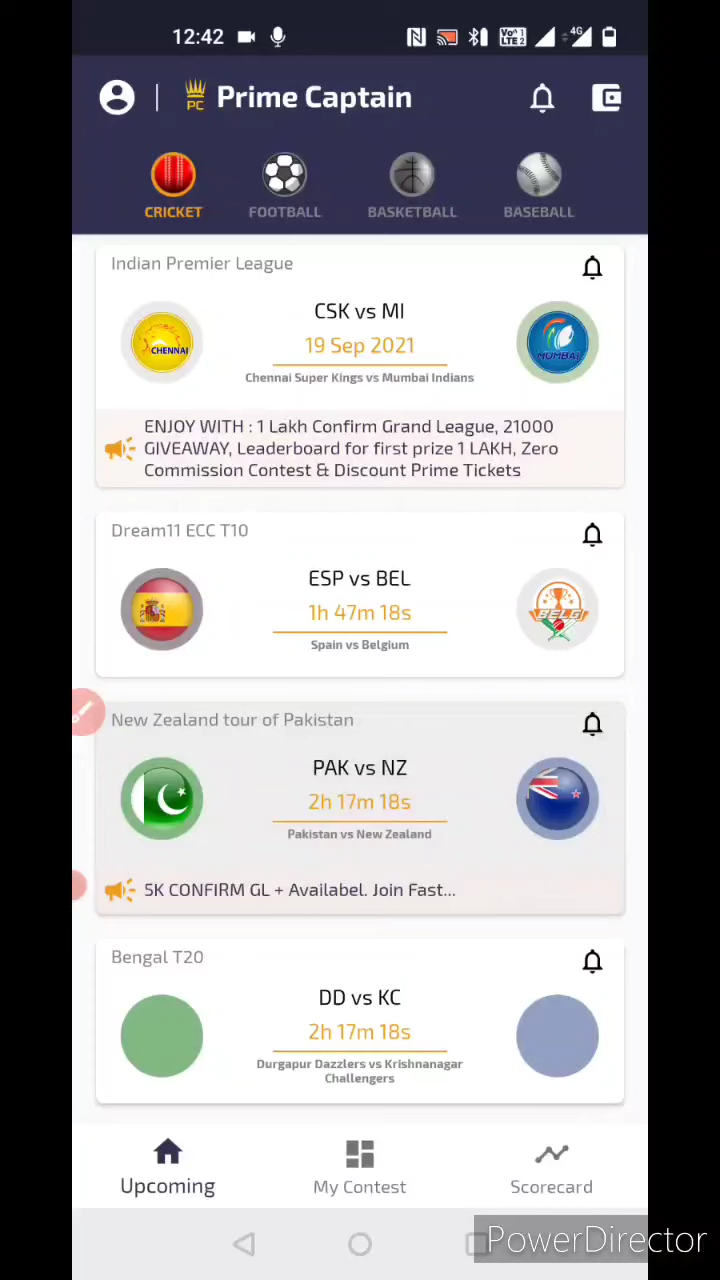 12:42
Vo 1 LTE 2 4G
PC Prime Captain
CRICKET FOOTBALL BASKETBALL BASEBALL
Indian Premier League
CSK vs MI
19 Sep 2021
CHENNAI
MUMBAI
Chennai Super Kings vs Mumbai Indians
ENJOY WITH : 1 Lakh Confirm Grand League, 21000
GIVEAWAY, Leaderboard for first prize 1 LAKH, Zero
Commission Contest & Discount Prime Tickets
Dream11 ECC T10
ESP vs BEL
1h 47m 18s
Spain vs Belgium
New Zealand tour of Pakistan
PAK vs NZ
2h 17m 18s
Pakistan vs New Zealand
5K CONFIRM GL + Availabel. Join Fast...
Bengal T20
DD vs KC
2h 17m 18s
Durgapur Dazzlers vs Krishnanagar
Challengers
Upcoming My Contest Scorecard
PowerDirector